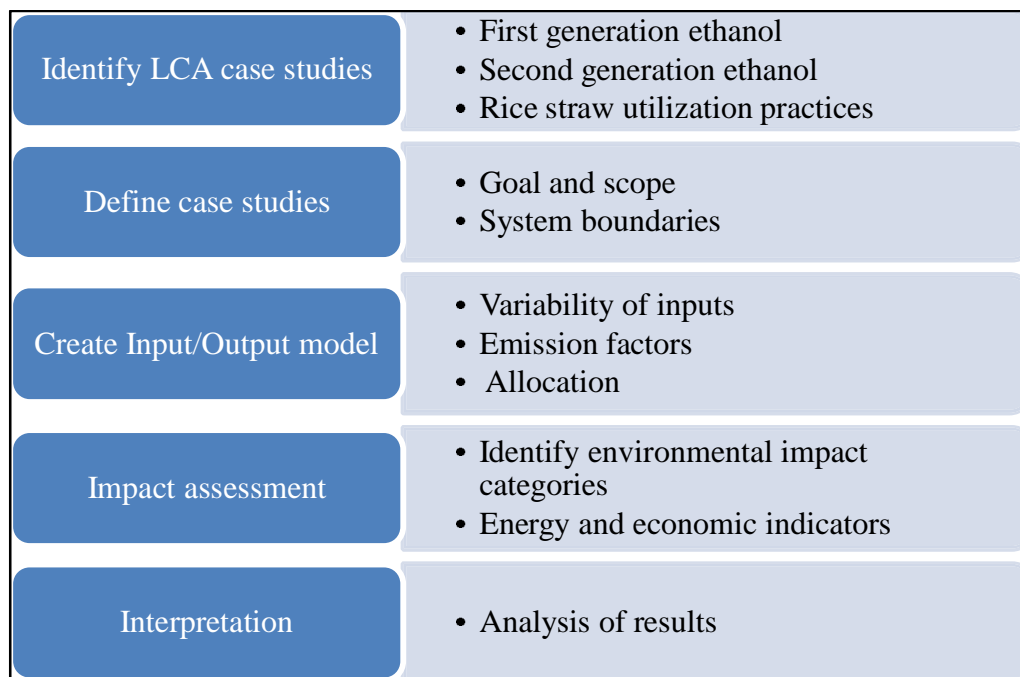 Identify LCA case studies
• First generation ethanol
• Second generation ethanol
• Rice straw utilization practices
Define case studies
• Goal and scope
• System boundaries
Create Input/Output model
• Variability of inputs
• Emission factors
• Allocation
Impact assessment
• Identify environmental impact
categories
• Energy and economic indicators
Interpretation
• Analysis of results